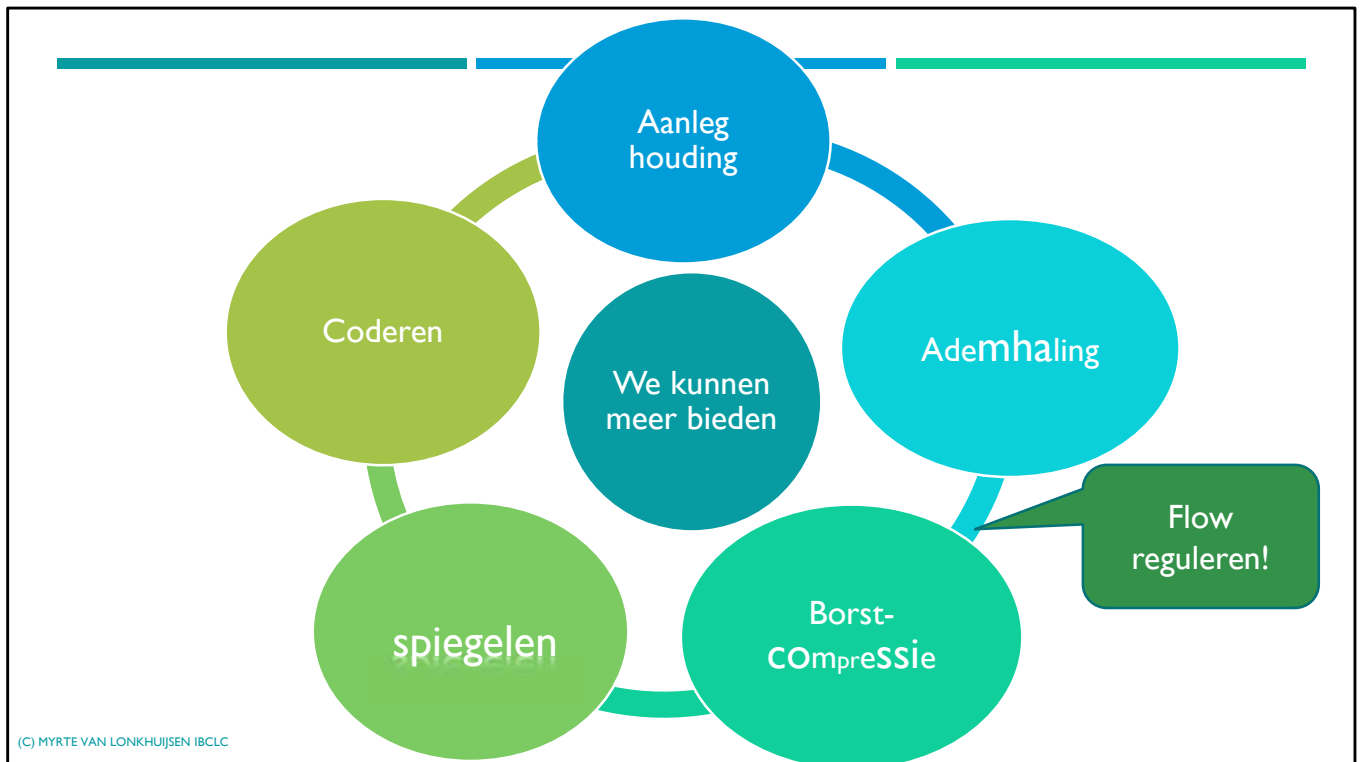 Aanleg
houding
Ademhaling
Flow
reguleren!
Borst-
compressie
spiegelen
Coderen
We kunnen
meer bieden
(C) MYRTE VAN LONKHUIJSEN IBCLC